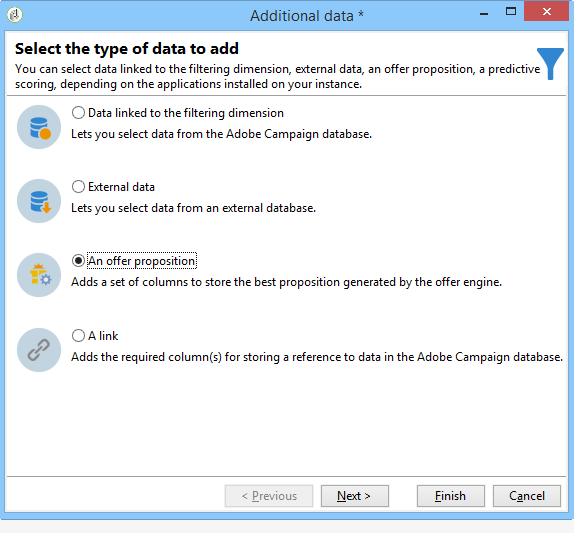 Additional data *
Select the type of data to add
You can select data linked to the filtering dimension, external data, an offer proposition, a predictive
scoring, depending on the applications installed on your instance.
Data linked to the filtering dimension
Lets you select data from the Adobe Campaign database.
External data
Lets you select data from an external database.
An offer proposition
Adds a set of columns to store the best proposition generated by the offer engine.
A link
Adds the required column(s) for storing a reference to data in the Adobe Campaign database.
< Previous Next > Finish Cancel